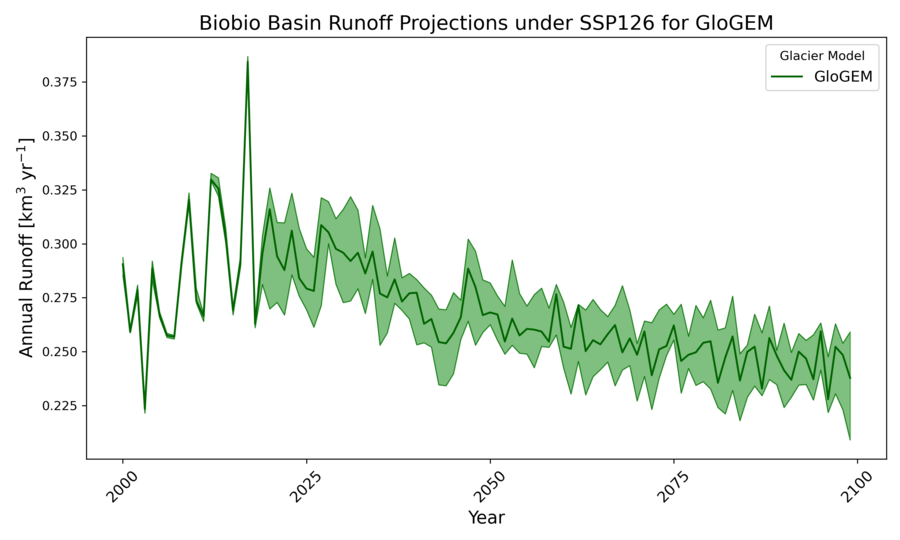 Biobio Basin Runoff Projections under SSP126 for GloGEM
Glacier Model
GloGEM
0.375
0.350
0.325
0.300
0.275
0.250
0.225
Annual Runoff [km³ yr⁻¹]
2000
2025
2050
2075
2100
Year